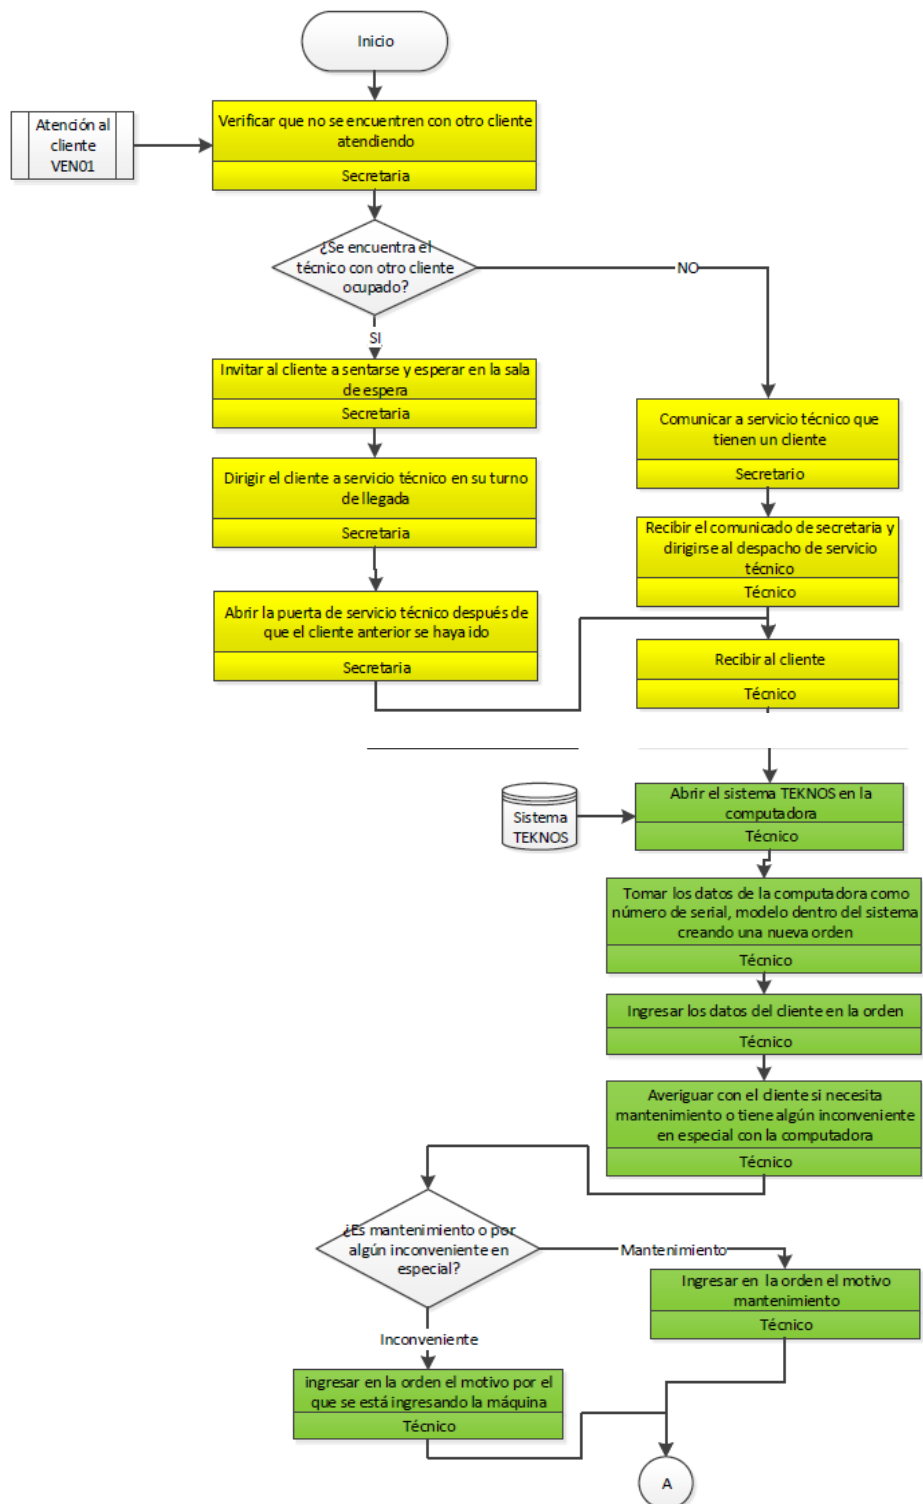 Inicio
Atención al
cliente
VEN01
Verificar que no se encuentren con otro cliente
atendiendo
Secretaria
¿Se encuentra el
técnico con otro cliente
ocupado?
NO
SI
Invitar al cliente a sentarse y esperar en la sala
de espera
Secretaria
Comunicar a servicio técnico que
tienen un cliente
Secretario
Dirigir el cliente a servicio técnico en su turno
de llegada
Secretaria
Recibir el comunicado de secretaria y
dirigirse al despacho de servicio
técnico
Técnico
Abrir la puerta de servicio técnico después de
que el cliente anterior se haya ido
Secretaria
Recibir al cliente
Técnico
Sistema
TEKNOS
Abrir el sistema TEKNOS en la
computadora
Técnico
Tomar los datos de la computadora como
número de serial, modelo dentro del sistema
creando una nueva orden
Técnico
Ingresar los datos del cliente en la orden
Técnico
Averiguar con el cliente si necesita
mantenimiento o tiene algún inconveniente
en especial con la computadora
Técnico
¿Es mantenimiento o por
algún inconveniente en
especial?
Mantenimiento
Ingresar en la orden el motivo
mantenimiento
Técnico
Inconveniente
ingresar en la orden el motivo por el
que se está ingresando la máquina
Técnico
A